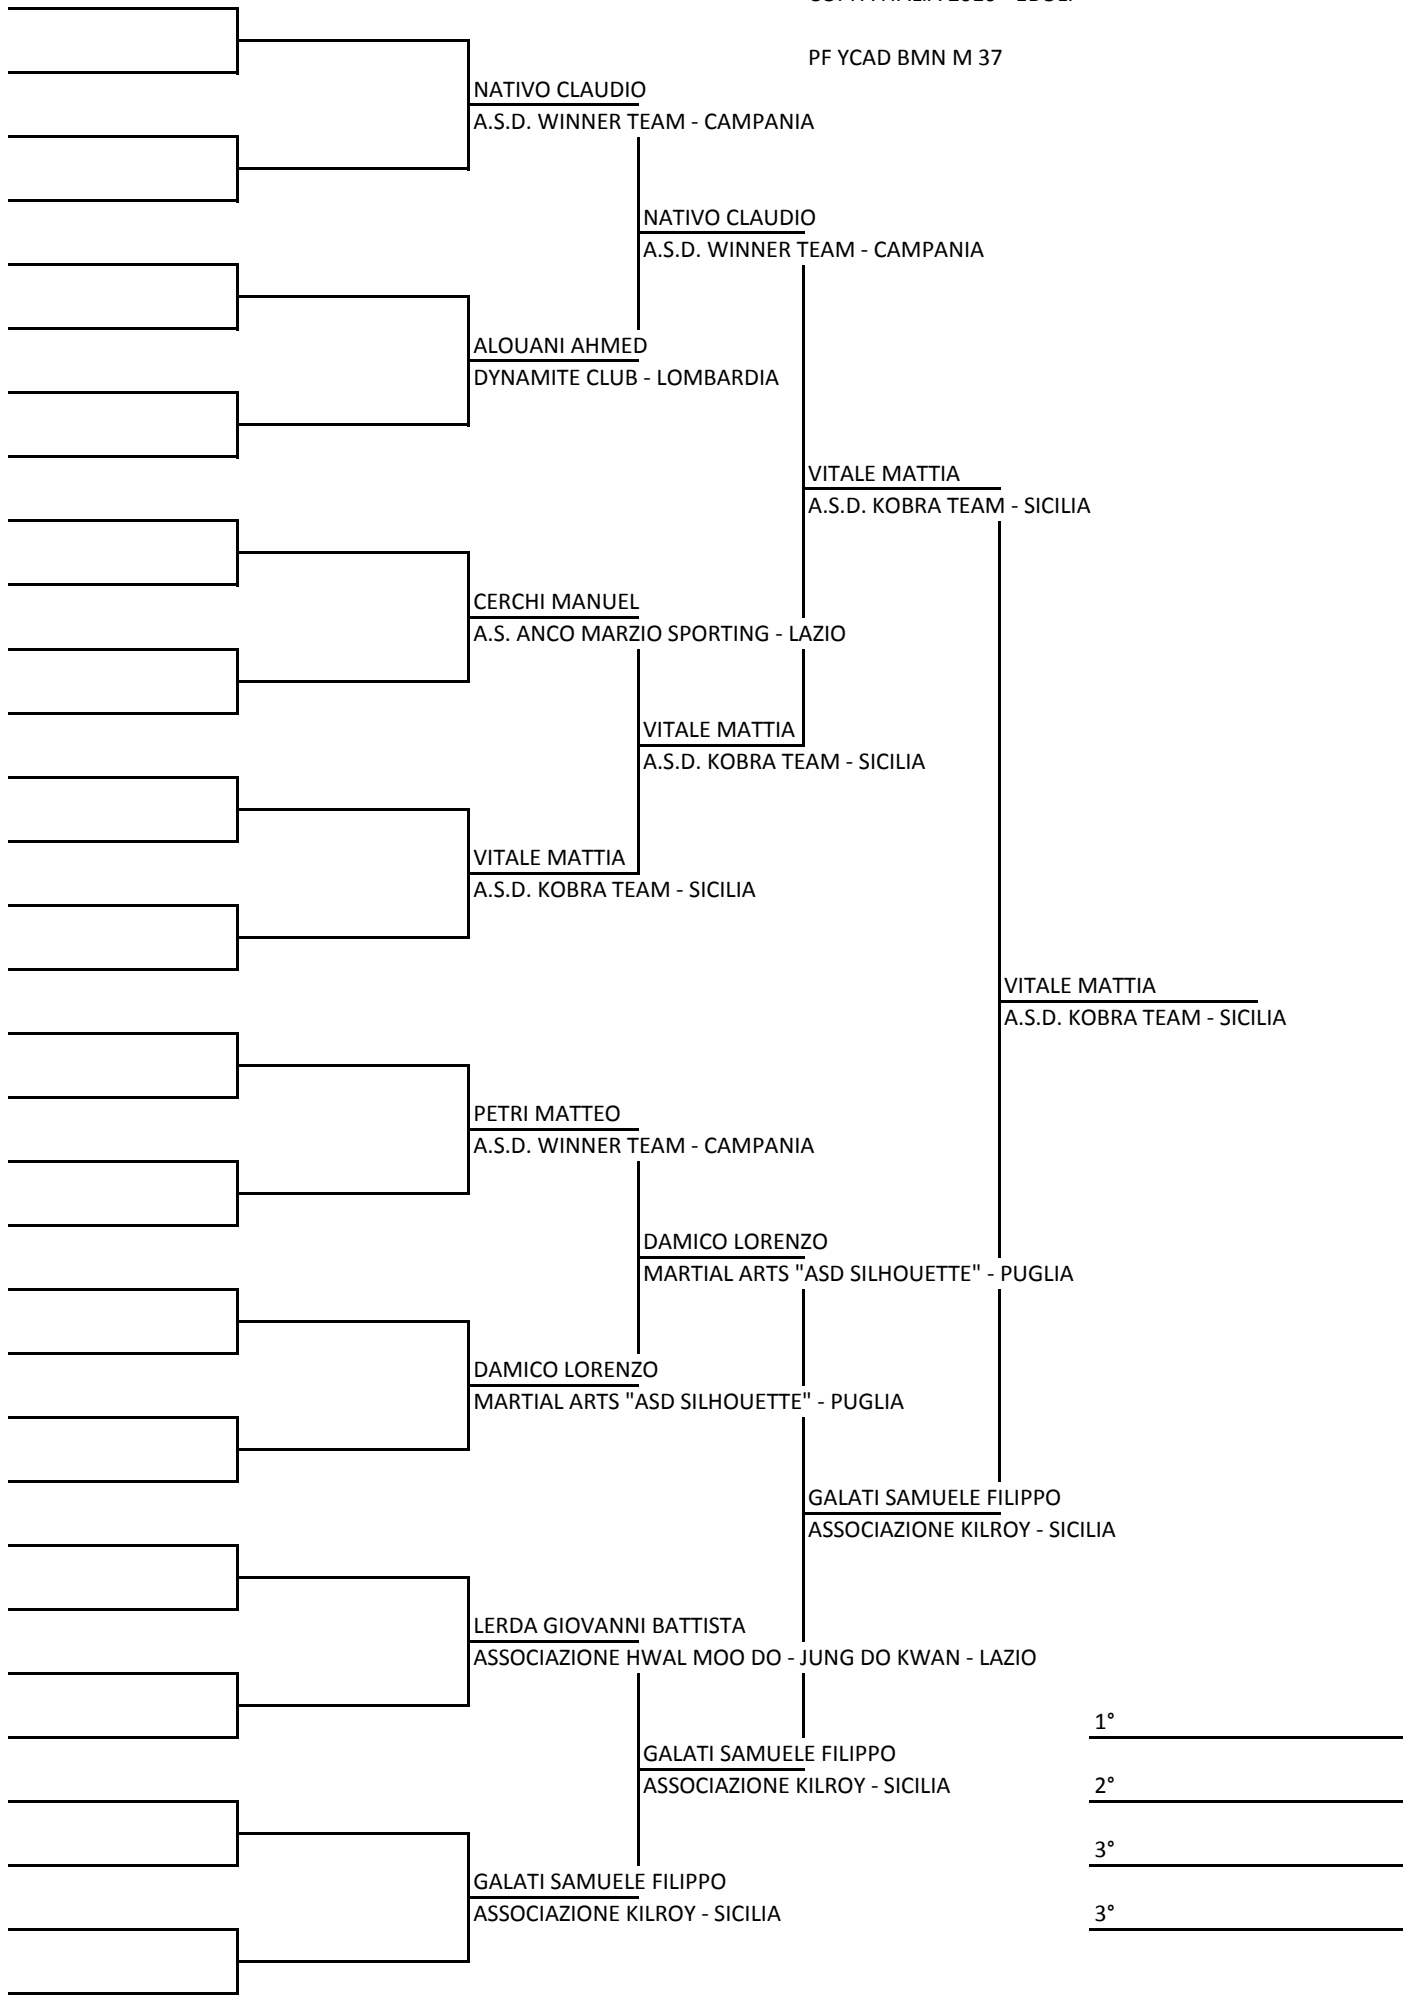 PF YCAD BMN M 37
NATIVO CLAUDIO
A.S.D. WINNER TEAM - CAMPANIA
NATIVO CLAUDIO
A.S.D. WINNER TEAM - CAMPANIA
ALOUANI AHMED
DYNAMITE CLUB - LOMBARDIA
VITALE MATTIA
A.S.D. KOBRA TEAM - SICILIA
CERCHI MANUEL
A.S. ANCO MARZIO SPORTING - LAZIO
VITALE MATTIA
A.S.D. KOBRA TEAM - SICILIA
VITALE MATTIA
A.S.D. KOBRA TEAM - SICILIA
VITALE MATTIA
A.S.D. KOBRA TEAM - SICILIA
PETRI MATTEO
A.S.D. WINNER TEAM - CAMPANIA
DAMICO LORENZO
MARTIAL ARTS "ASD SILHOUETTE" - PUGLIA
DAMICO LORENZO
MARTIAL ARTS "ASD SILHOUETTE" - PUGLIA
GALATI SAMUELE FILIPPO
ASSOCIAZIONE KILROY - SICILIA
LERDA GIOVANNI BATTISTA
ASSOCIAZIONE HWAL MOO DO - JUNG DO KWAN - LAZIO
1°
GALATI SAMUELE FILIPPO
ASSOCIAZIONE KILROY - SICILIA
2°
3°
GALATI SAMUELE FILIPPO
ASSOCIAZIONE KILROY - SICILIA
3°